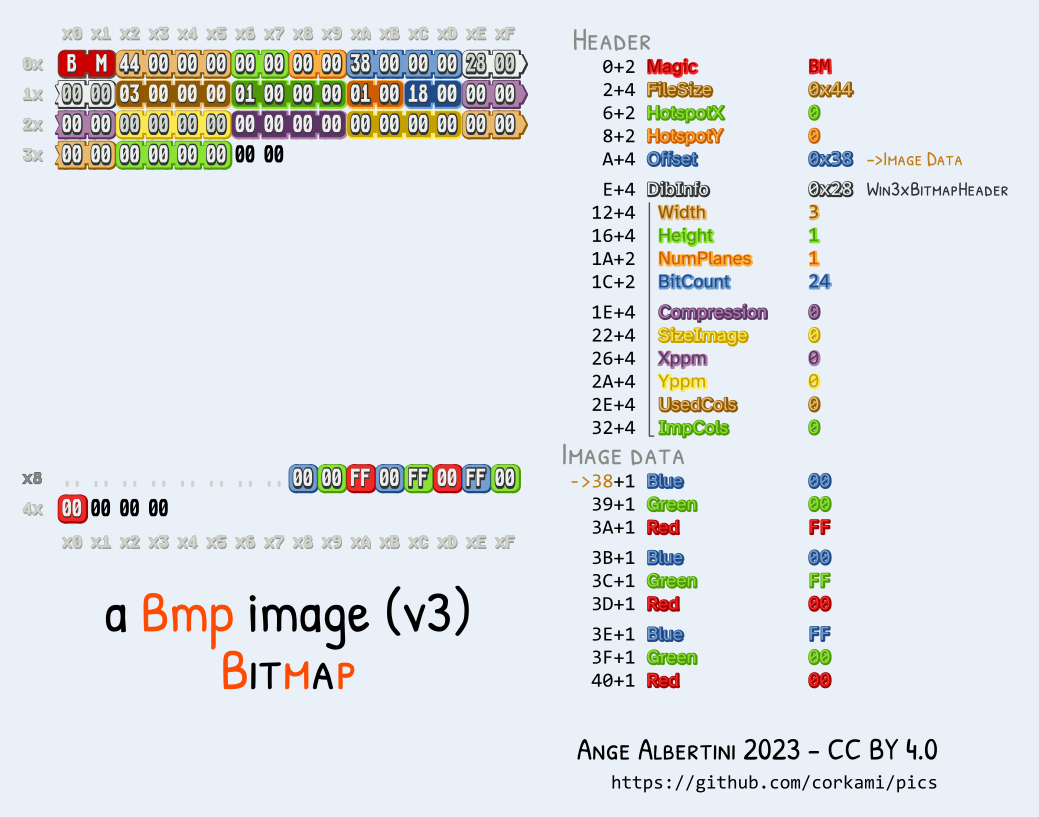 x0 x1 x2 x3 x4 x5 x6 x7 x8 x9 xA xB xC xD xE xF
0x B M 44 00 00 00 00 00 00 00 38 00 00 00 28 00
1x 00 00 03 00 00 00 01 00 00 00 01 00 18 00 00 00
2x 00 00 00 00 00 00 00 00 00 00 00 00 00 00 00 00
3x 00 00 00 00 00 00 00 00
x8 .. .. .. .. .. .. .. .. 00 00 FF 00 FF 00 FF 00
4x 00 00 00 00
x0 x1 x2 x3 x4 x5 x6 x7 x8 x9 xA xB xC xD xE xF
a Bmp image (v3)
Bitmap
Header
0+2 Magic BM
2+4 FileSize 0x44
6+2 HotspotX 0
8+2 HotspotY 0
A+4 Offset 0x38 ->Image Data
E+4 DibInfo 0x28 Win3xBitmapHeader
12+4 Width 3
16+4 Height 1
1A+2 NumPlanes 1
1C+2 BitCount 24
1E+4 Compression 0
22+4 SizeImage 0
26+4 Xppm 0
2A+4 Yppm 0
2E+4 UsedCols 0
32+4 ImpCols 0
Image data
->38+1 Blue 00
39+1 Green 00
3A+1 Red FF
3B+1 Blue 00
3C+1 Green FF
3D+1 Red 00
3E+1 Blue FF
3F+1 Green 00
40+1 Red 00
Ange Albertini 2023 - CC BY 4.0
https://github.com/corkami/pics